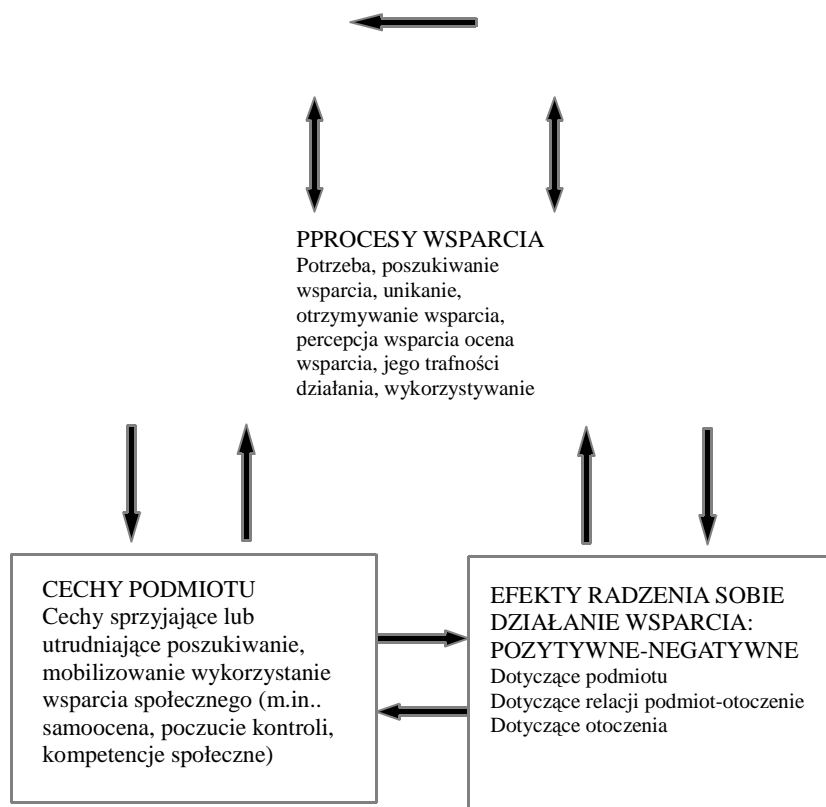 PPROCESY WSPARCIA
Potrzeba, poszukiwanie
wsparcia, unikanie,
otrzymywanie wsparcia,
percepcja wsparcia ocena
wsparcia, jego trafności
działania, wykorzystywanie
CECHY PODMIOTU
Cechy sprzyjające lub
utrudniające poszukiwanie,
mobilizowanie wykorzystanie
wsparcia społecznego (m.in..
samoocena, poczucie kontroli,
kompetencje społeczne)
EFEKTY RADZENIA SOBIE
DZIAŁANIE WSPARCIA:
POZYTYWNE-NEGATYWNE
Dotyczące podmiotu
Dotyczące relacji podmiot-otoczenie
Dotyczące otoczenia